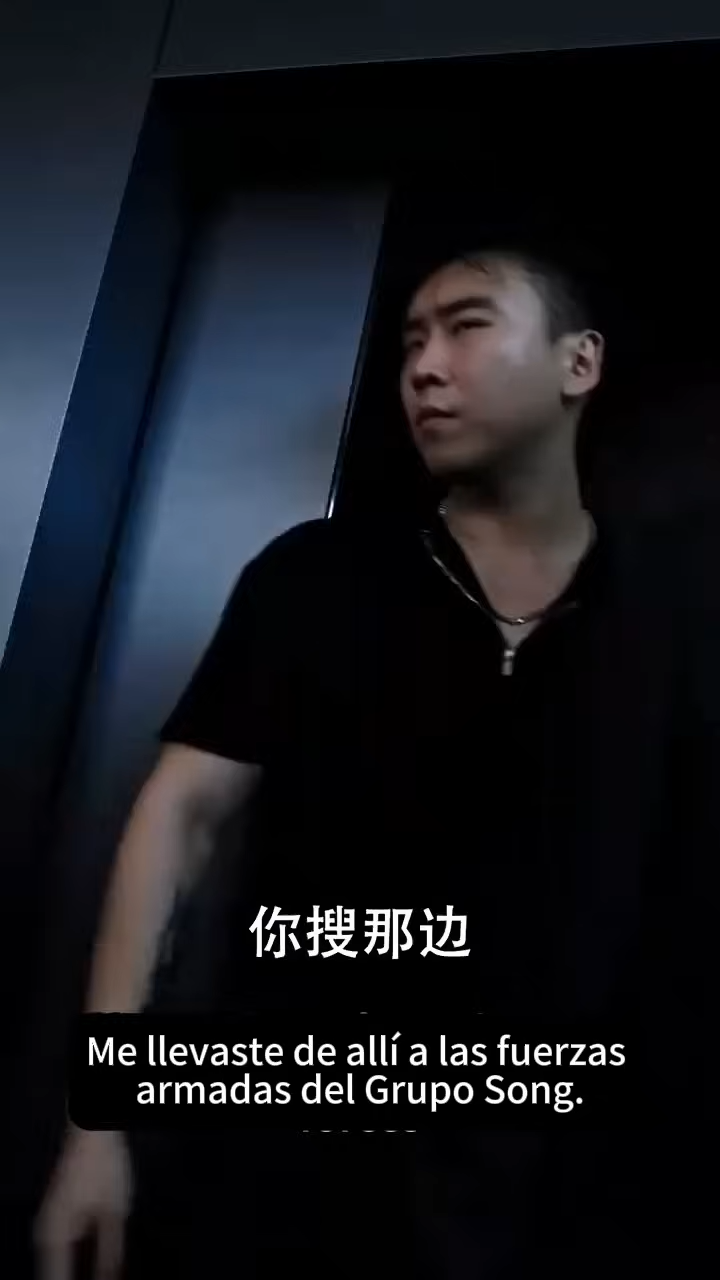 你搜那边
Me llevaste de allí a las fuerzas
armadas del Grupo Song.